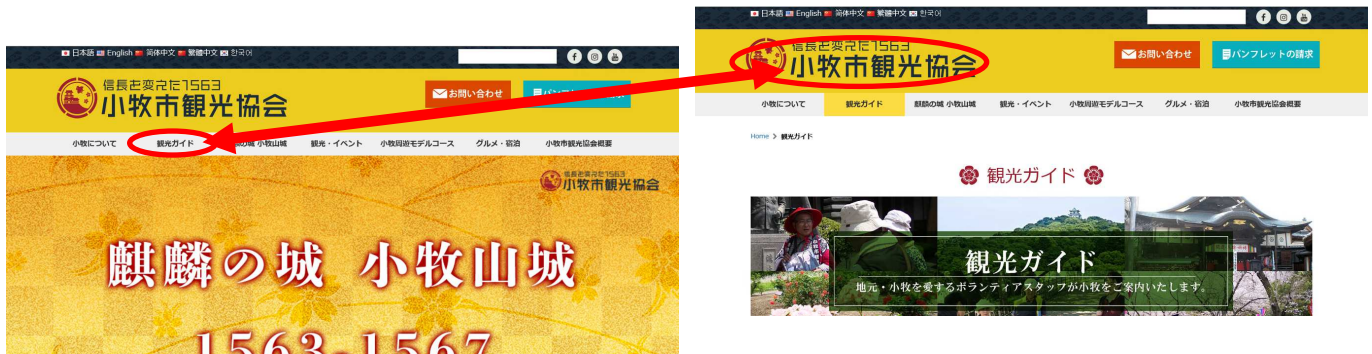 日本語 English 简体中文 繁體中文 한국어
信長を変えた1563
小牧市観光協会
お問い合わせ
小牧について 観光ガイド 小牧山城 観光・イベント 小牧周遊モデルコース グルメ・宿泊 小牧市観光協会概要
信長を変えた1563
小牧市観光協会
麒麟の城 小牧山城
1563-1567
日本語 English 简体中文 繁體中文 한국어
信長を変えた1563
小牧市観光協会
お問い合わせ
パンフレットの請求
小牧について 観光ガイド 麒麟の城 小牧山城 観光・イベント 小牧周遊モデルコース グルメ・宿泊 小牧市観光協会概要
Home > 観光ガイド
観光ガイド
観光ガイド
地元・小牧を愛するボランティアスタッフが小牧をご案内いたします。